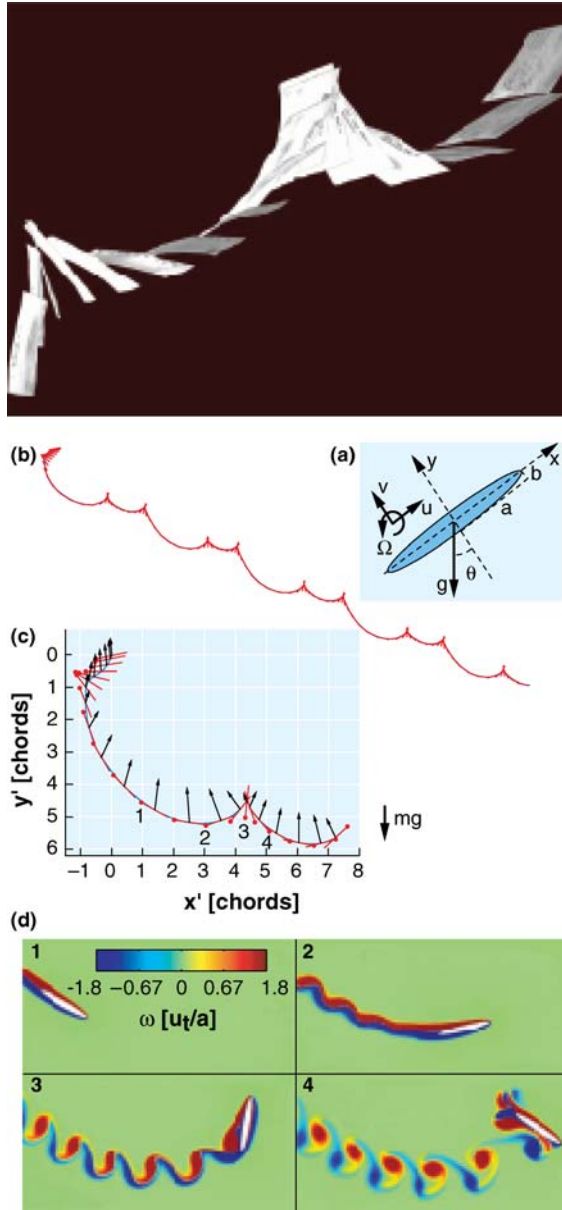 (b)
(a)
y
x
b
v
u
a
Ω
g
θ
(c)
0
1
2
3
4
5
6
y' [chords]
1
2
3
4
mg
−1 0 1 2 3 4 5 6 7 8
x' [chords]
(d)
1
2
-1.8 −0.67 0 0.67 1.8
ω [uₜ/a]
3
4